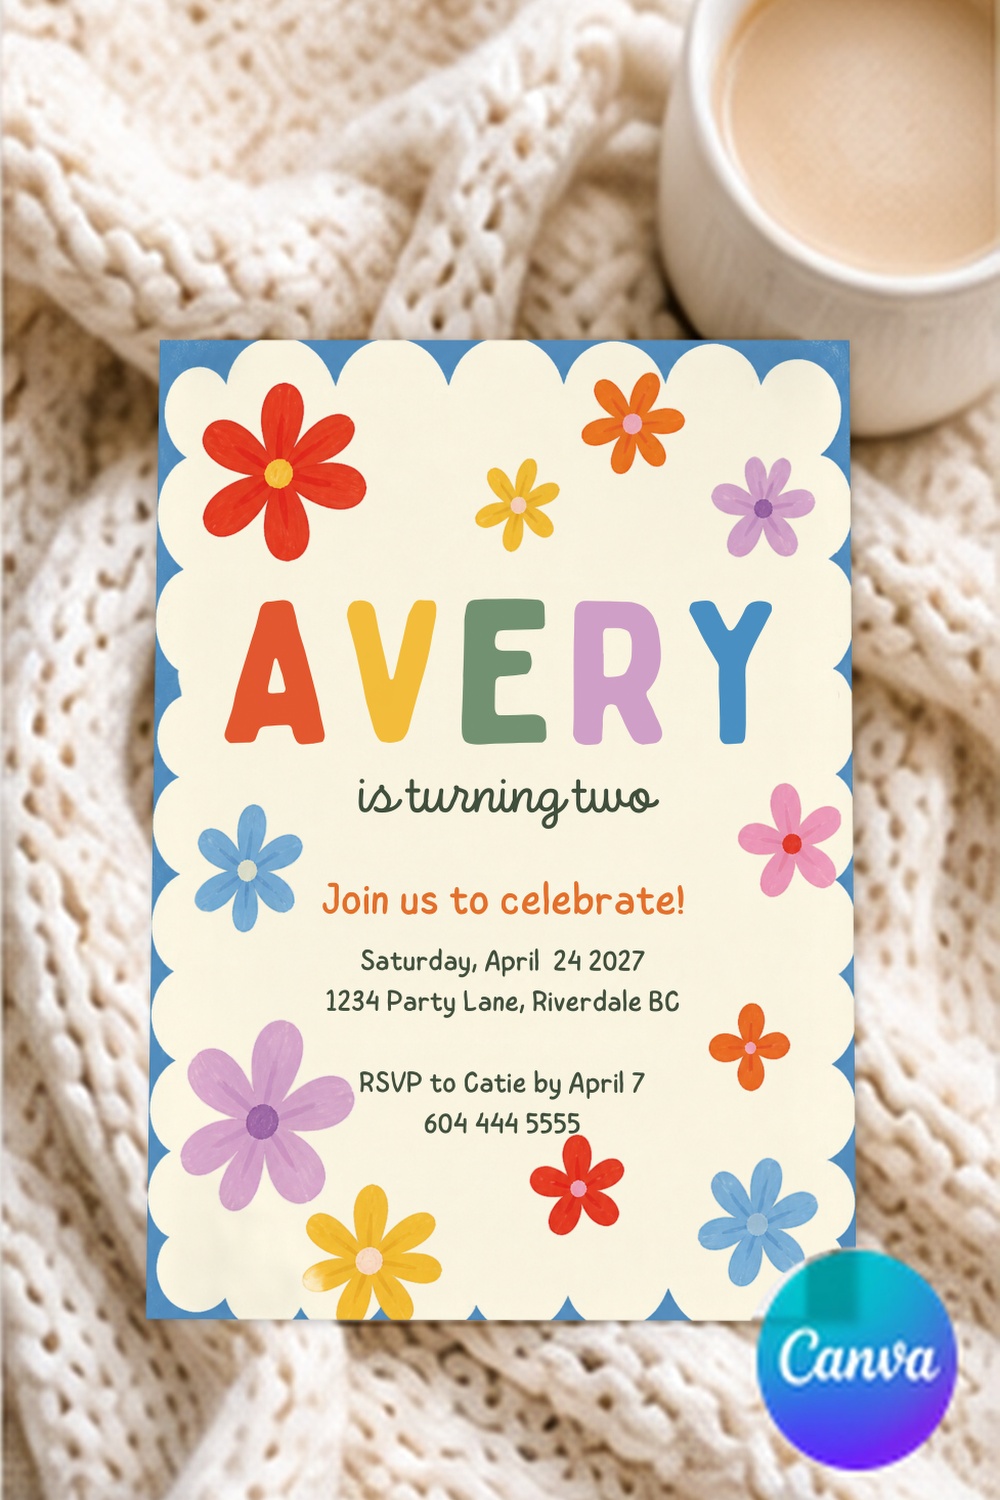 AVERY
is turning two
Join us to celebrate!
Saturday, April 24 2027
1234 Party Lane, Riverdale BC
RSVP to Catie by April 7
604 444 5555
Canva